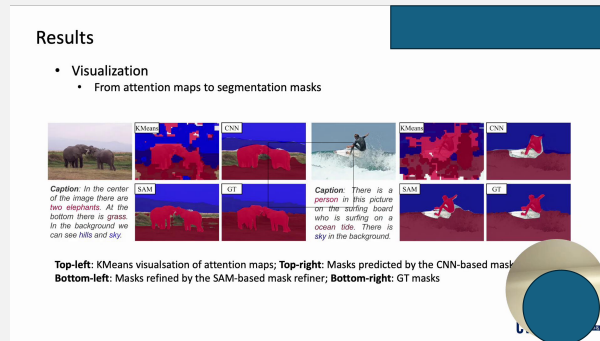 Results
• Visualization
• From attention maps to segmentation masks
KMeans
CNN
KMeans
CNN
SAM
GT
SAM
GT
Caption: In the center
of the image there are
two elephants. At the
bottom there is grass.
In the background we
can see hills and sky.
Caption: There is a
person in this picture
on the surfing board
who is surfing on a
ocean tide. There is
sky in the background.
Top-left: KMeans visualsation of attention maps; Top-right: Masks predicted by the CNN-based mask
Bottom-left: Masks refined by the SAM-based mask refiner; Bottom-right: GT masks